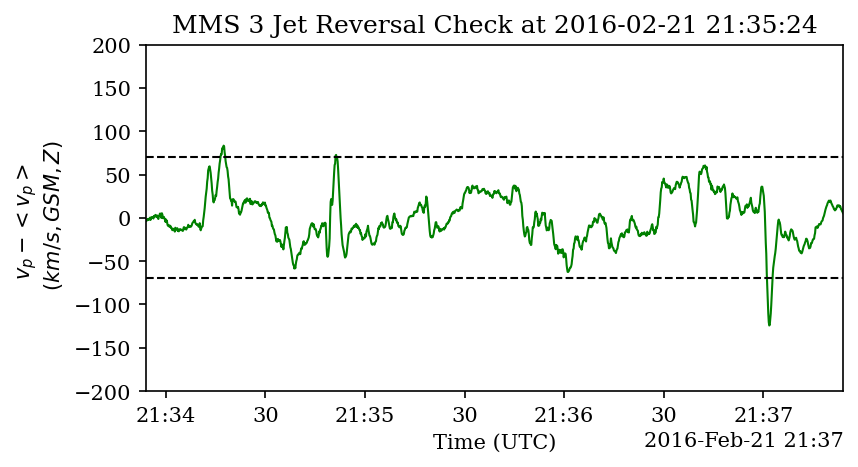 MMS 3 Jet Reversal Check at 2016-02-21 21:35:24
200
150
100
50
0
−50
−100
−150
−200
v_p − < v_p >
(km/s, GSM, Z)
21:34 30 21:35 30 21:36 30 21:37
Time (UTC)
2016-Feb-21 21:37